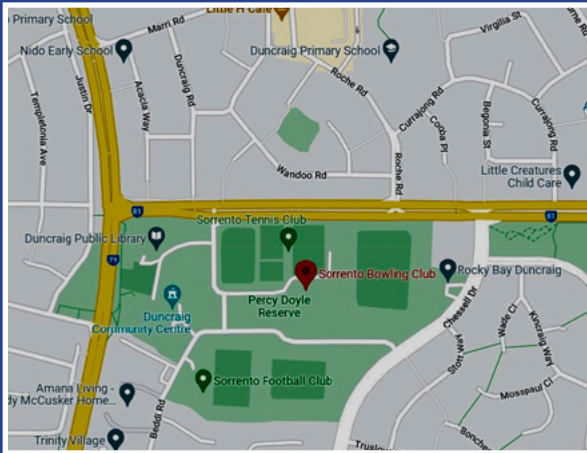 Little H Cafe
Primary School
Marri Rd
Virgilia St
Nido Early School
Duncraig Primary School
Justin Dr
Acacia Way
Duncraig Rd
Roche Rd
Currajong Rd
Templetonia Ave
Cooba Pl
Begonia St
Currajong Rd
Wandoo Rd
Roche Rd
Little Creatures
Child Care
81
81
Sorrento Tennis Club
Duncraig Public Library
71
Sorrento Bowling Club
Rocky Bay Duncraig
Percy Doyle
Reserve
Duncraig
Community Centre
Chessell Dr
Wade Cl
Kincraig Way
Stott Way
Sorrento Football Club
Mosspaul Cl
Amana Living -
dy McCusker Home...
Beddi Rd
Trinity Village